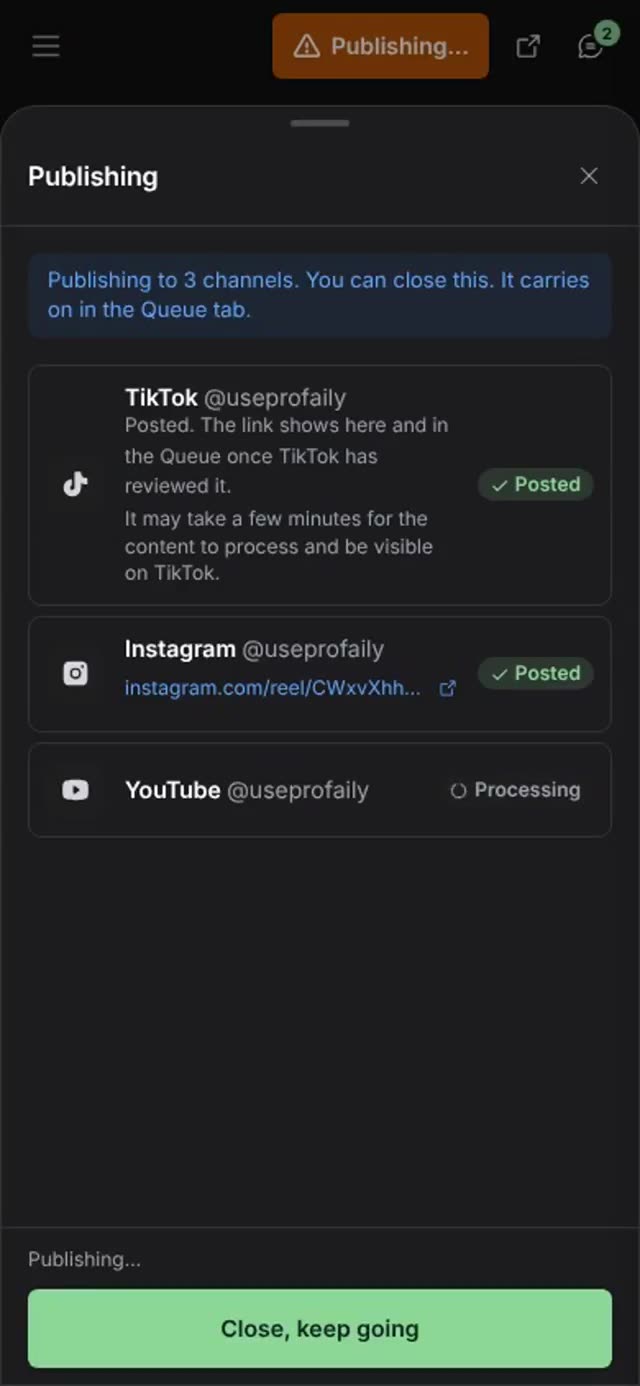 Publishing...
2
Publishing
Publishing to 3 channels. You can close this. It carries
on in the Queue tab.
TikTok @useprofaily
Posted. The link shows here and in
the Queue once TikTok has
reviewed it.
It may take a few minutes for the
content to process and be visible
on TikTok.
Posted
Instagram @useprofaily
instagram.com/reel/CWxvXhh...
Posted
YouTube @useprofaily
Processing
Publishing...
Close, keep going